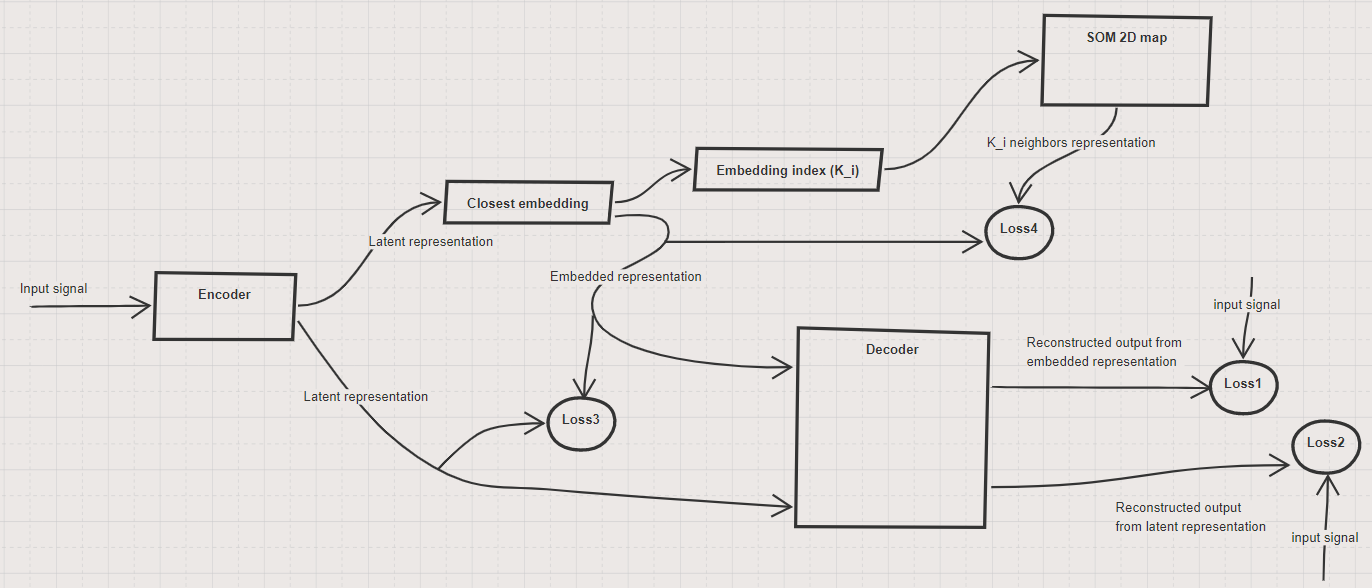 SOM 2D map
K_i neighbors representation
Embedding index (K_i)
Closest embedding
Loss4
Latent representation
Embedded representation
Input signal
Encoder
input signal
Decoder
Reconstructed output from
embedded representation
Loss1
Latent representation
Loss3
Loss2
Reconstructed output
from latent representation
input signal